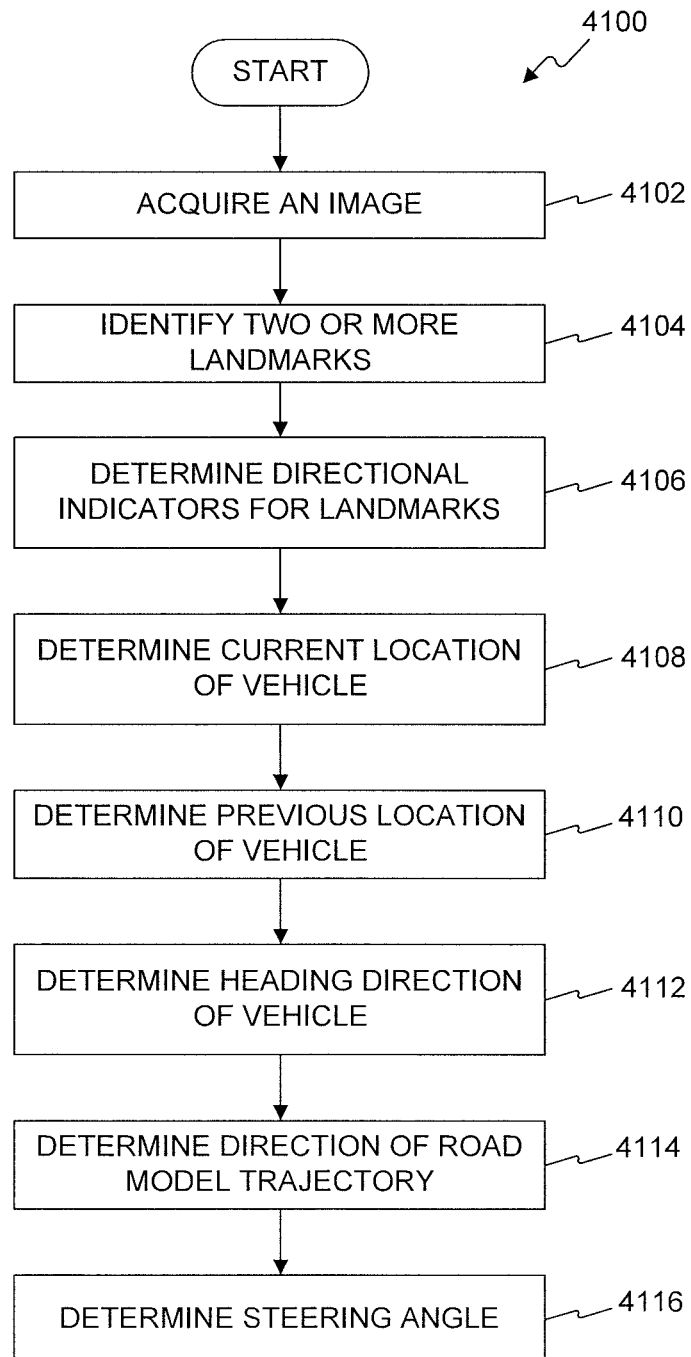 4100
START
ACQUIRE AN IMAGE
4102
IDENTIFY TWO OR MORE
LANDMARKS
4104
DETERMINE DIRECTIONAL
INDICATORS FOR LANDMARKS
4106
DETERMINE CURRENT LOCATION
OF VEHICLE
4108
DETERMINE PREVIOUS LOCATION
OF VEHICLE
4110
DETERMINE HEADING DIRECTION
OF VEHICLE
4112
DETERMINE DIRECTION OF ROAD
MODEL TRAJECTORY
4114
DETERMINE STEERING ANGLE
4116